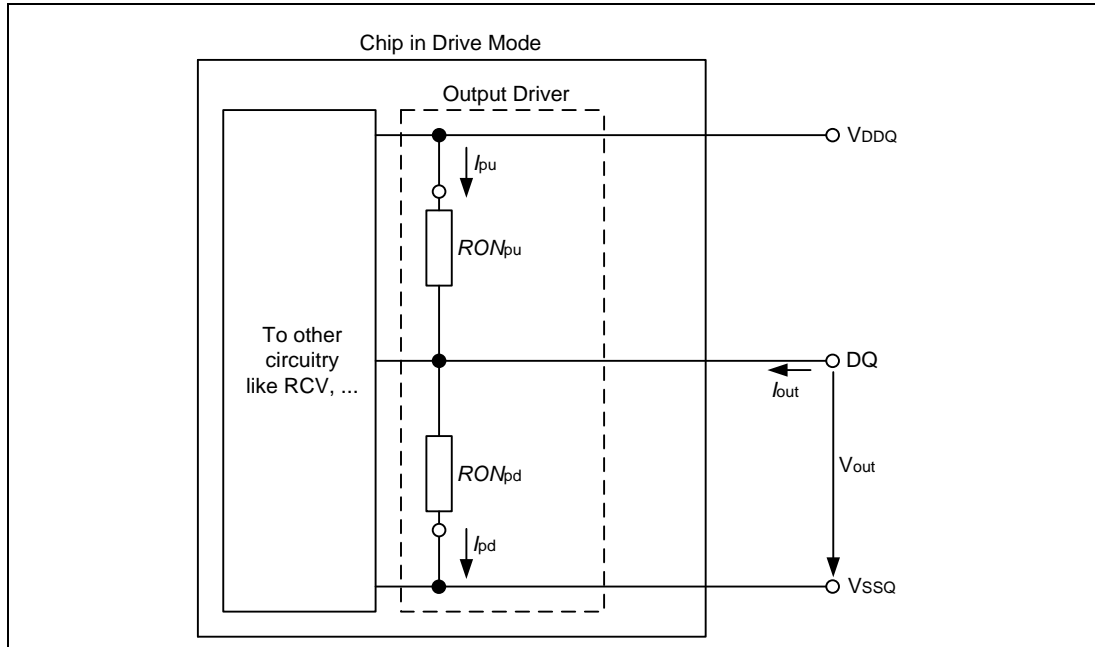 Chip in Drive Mode
Output Driver
VDDQ
Ipu
RONpu
To other
circuitry
like RCV, ...
DQ
Iout
RONpd
Vout
Ipd
VSSQ